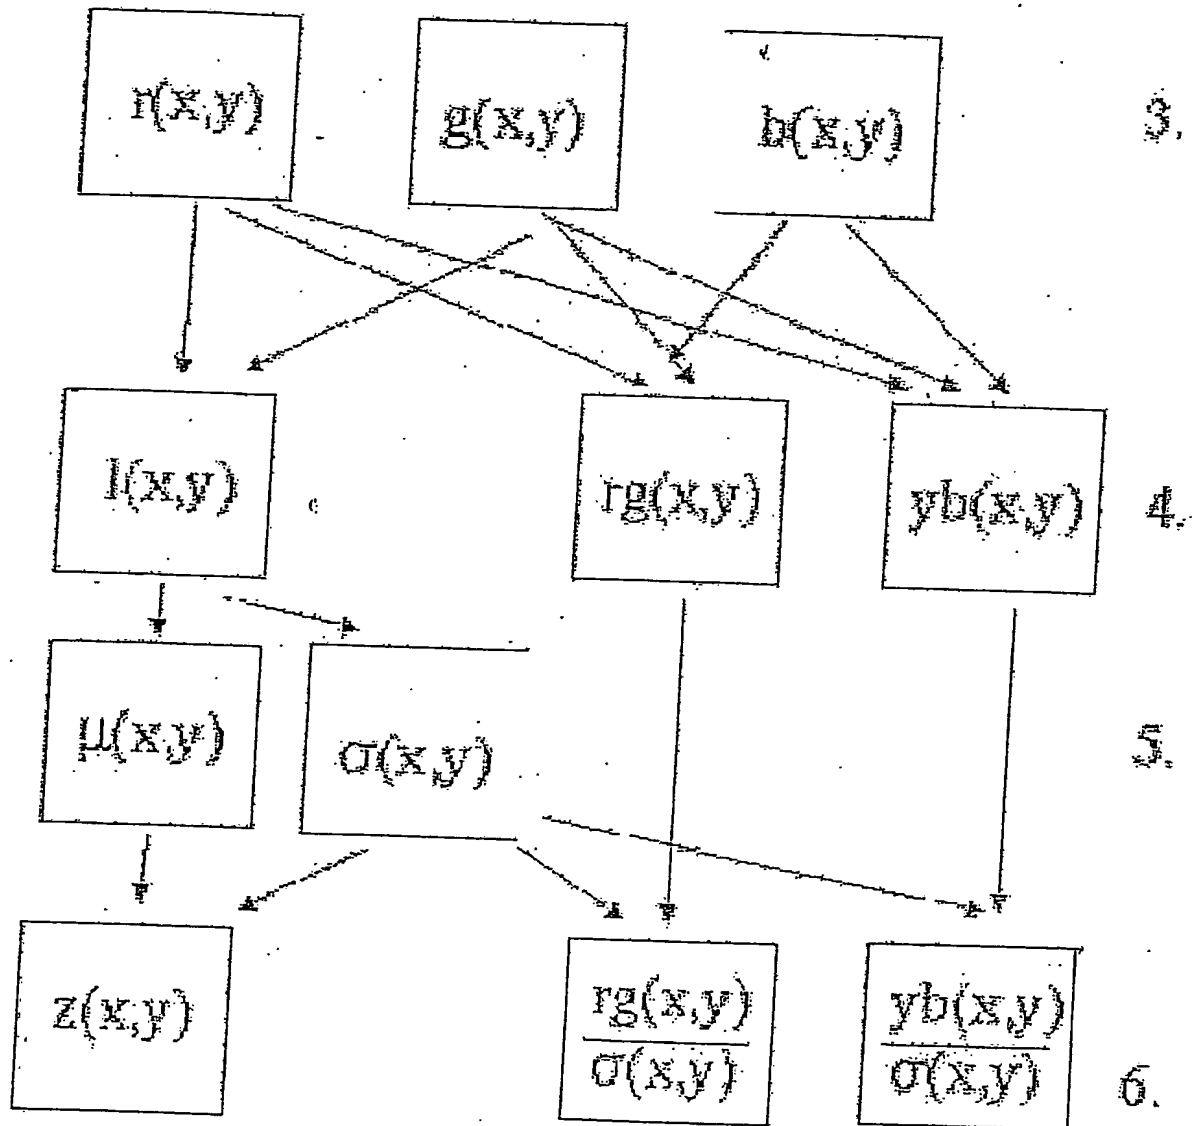 r(x,y) g(x,y) b(x,y) 3.
l(x,y) rg(x,y) yb(x,y) 4.
μ(x,y) σ(x,y) 5.
z(x,y) rg(x,y) yb(x,y)
σ(x,y) σ(x,y) 6.